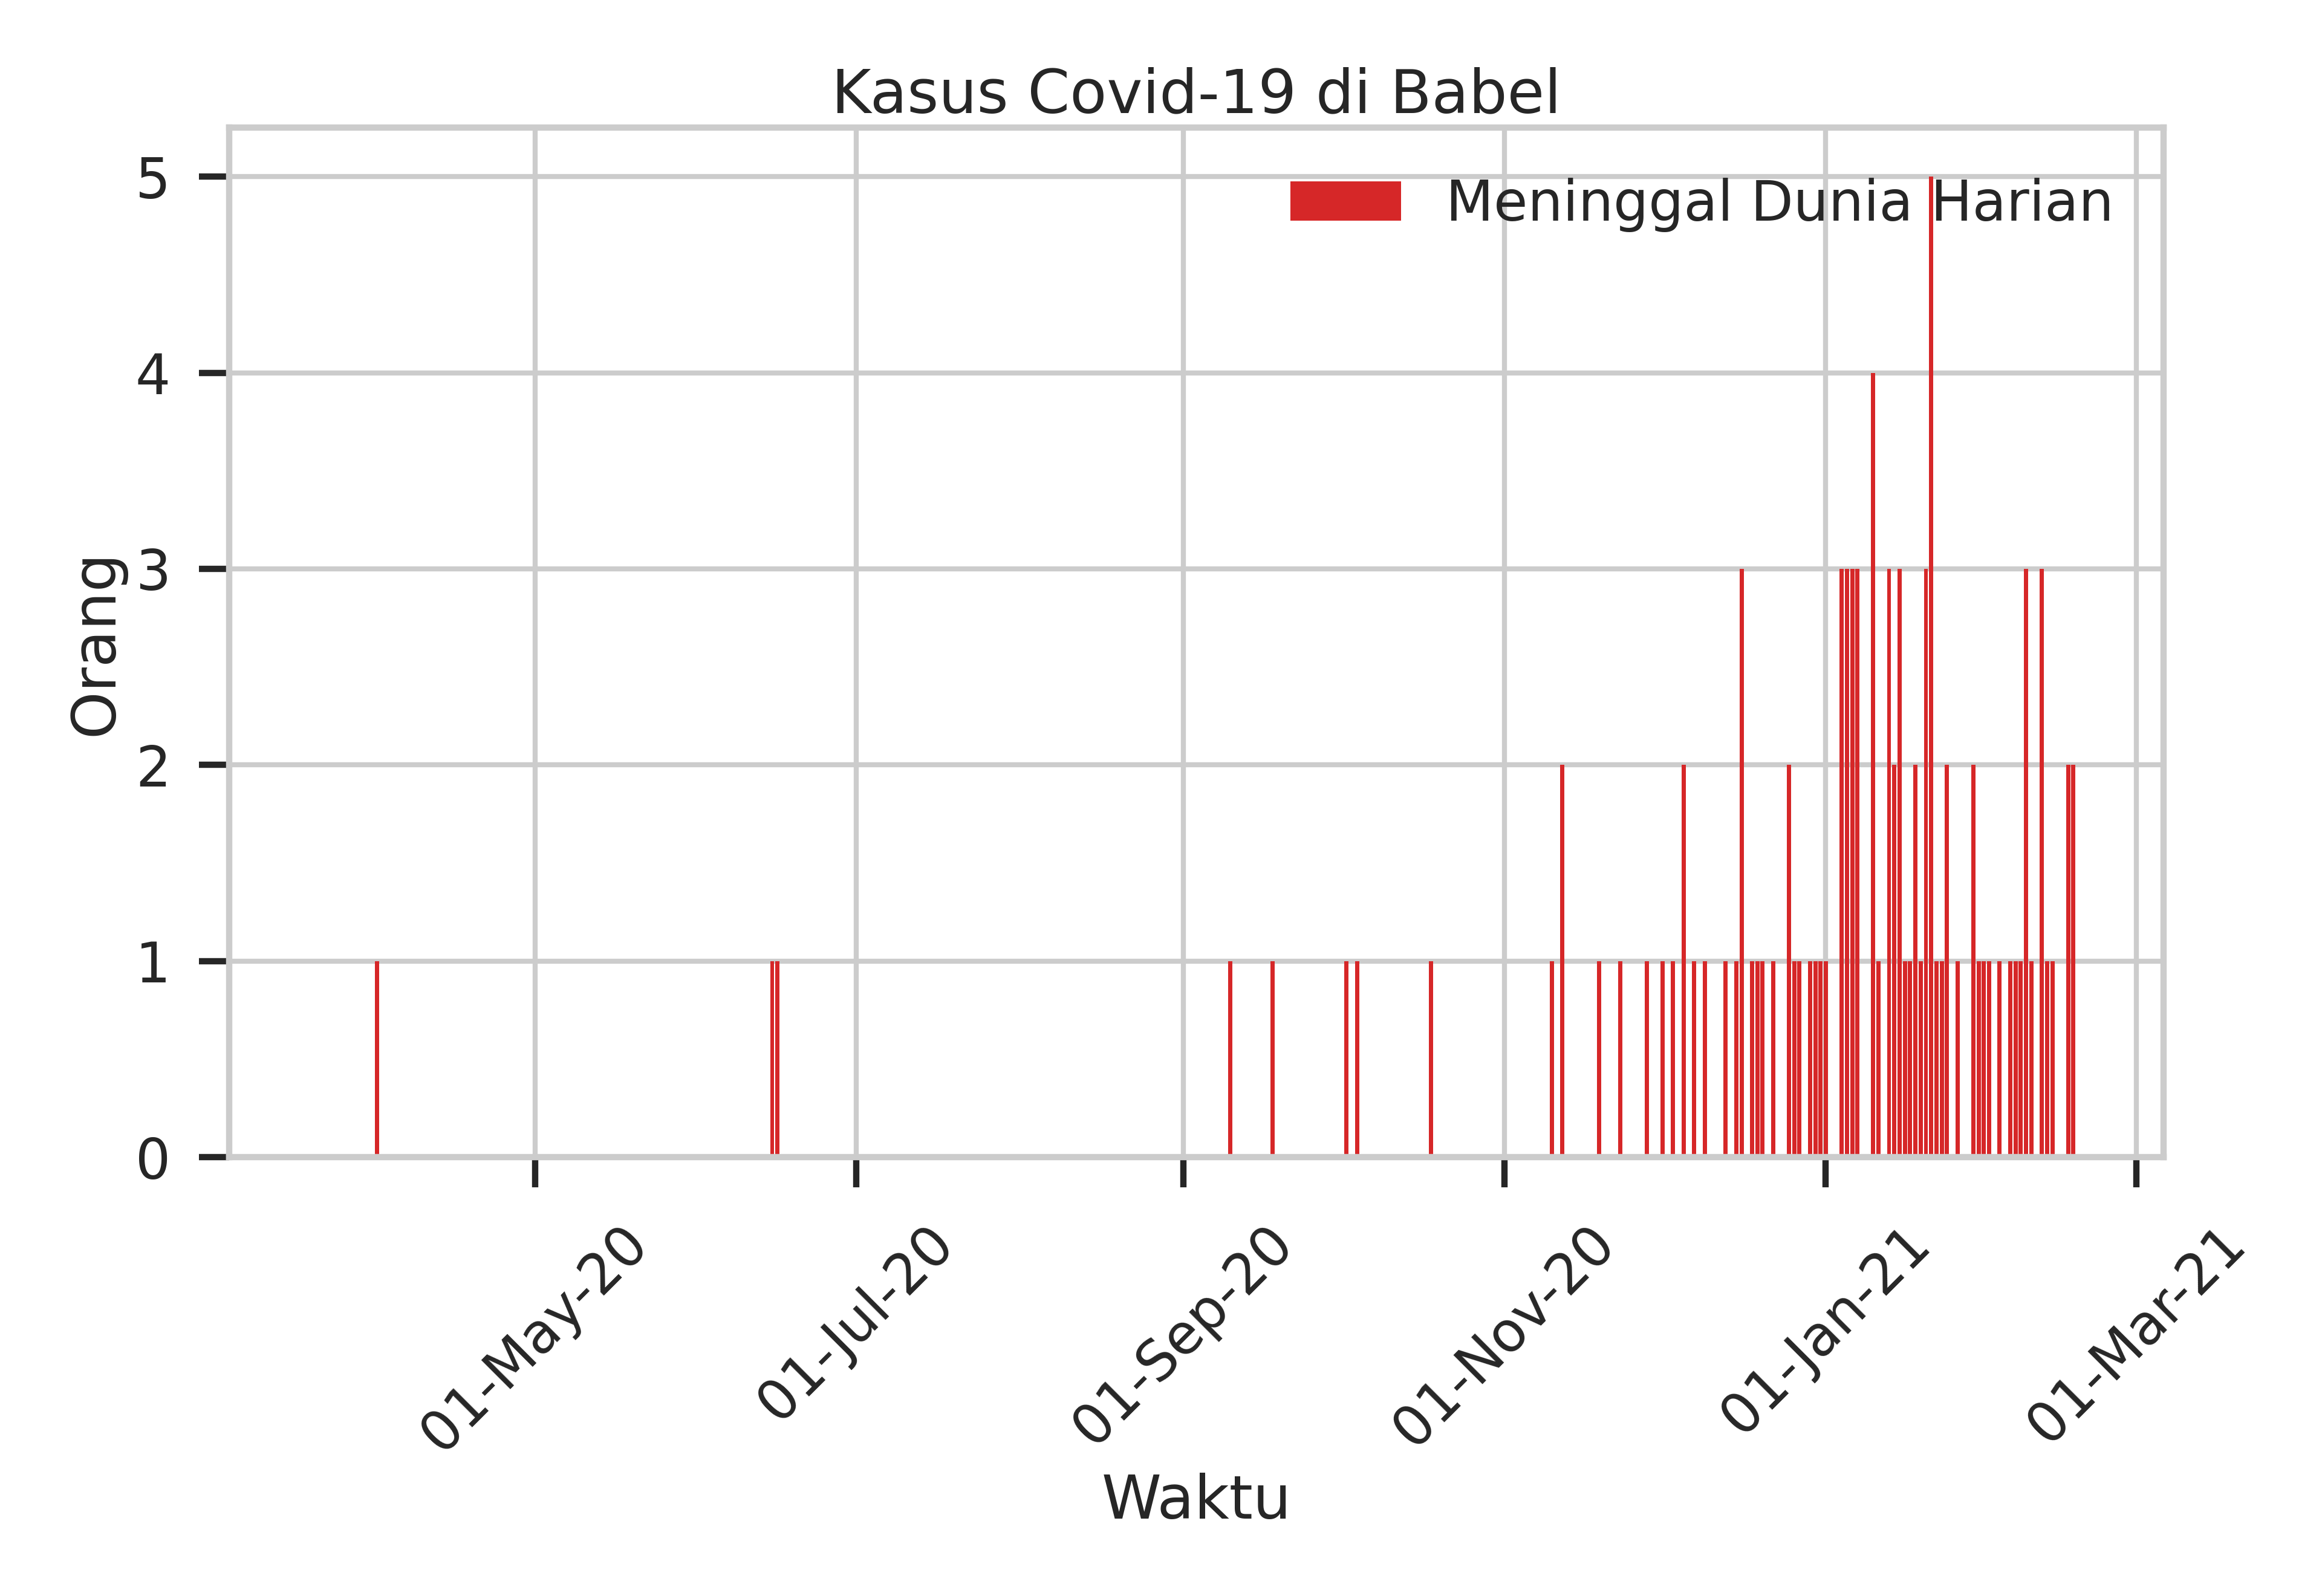 Kasus Covid-19 di Babel
Meninggal Dunia Harian
Orang
5
4
3
2
1
0
01-May-20
01-Jul-20
01-Sep-20
01-Nov-20
01-Jan-21
01-Mar-21
Waktu